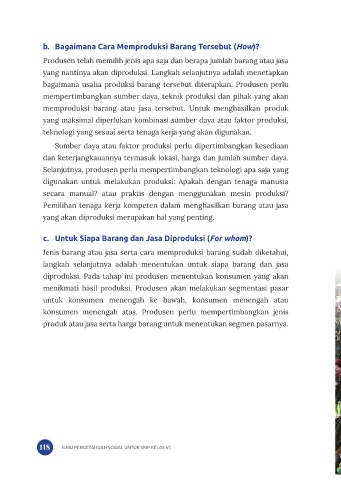 b. Bagaimana Cara Memproduksi Barang Tersebut (How)?
Produsen telah memilih jenis apa saja dan berapa jumlah barang atau jasa
yang nantinya akan diproduksi. Langkah selanjutnya adalah menetapkan
bagaimana usaha produksi barang tersebut diterapkan. Produsen perlu
mempertimbangkan sumber daya, teknik produksi dan pihak yang akan
memproduksi barang atau jasa tersebut. Untuk menghasilkan produk
yang maksimal diperlukan kombinasi sumber daya atau faktor produksi,
teknologi yang sesuai serta tenaga kerja yang akan digunakan.
Sumber daya atau faktor produksi perlu dipertimbangkan kesediaan
dan keterjangkauannya termasuk lokasi, harga dan jumlah sumber daya.
Selanjutnya, produsen perlu mempertimbangkan teknologi apa saja yang
digunakan untuk melakukan produksi: Apakah dengan tenaga manusia
secara manual? atau praktis dengan menggunakan mesin produksi?
Pemilihan tenaga kerja kompeten dalam menghasilkan barang atau jasa
yang akan diproduksi merupakan hal yang penting.
c. Untuk Siapa Barang dan Jasa Diproduksi (For whom)?
Jenis barang atau jasa serta cara memproduksi barang sudah diketahui,
langkah selanjutnya adalah menentukan untuk siapa barang dan jasa
diproduksi. Pada tahap ini produsen menentukan konsumen yang akan
menikmati hasil produksi. Produsen akan melakukan segmentasi pasar
untuk konsumen menengah ke bawah, konsumen menengah atau
konsumen menengah atas. Produsen perlu mempertimbangkan jenis
produk atau jasa serta harga barang untuk menentukan segmen pasarnya.
118 ILMU PENGETAHUAN SOSIAL UNTUK SMP KELAS VII